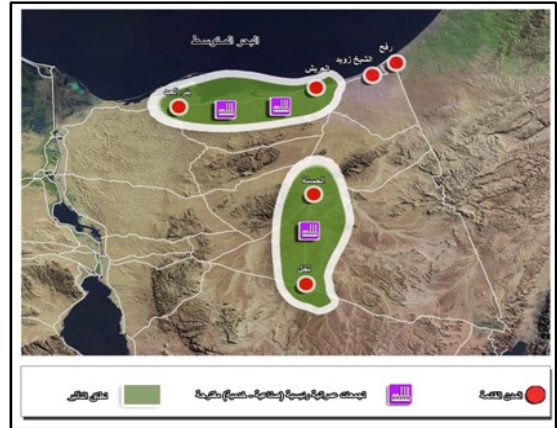 البحر المتوسط
رفح
الشيخ زويد
العريش
بئر العبد
الحسنة
نخل
المدن القائمة
تجمعات عمرانية رئيسية (صناعية - خدمية) مقترحة
نطاق التأثير